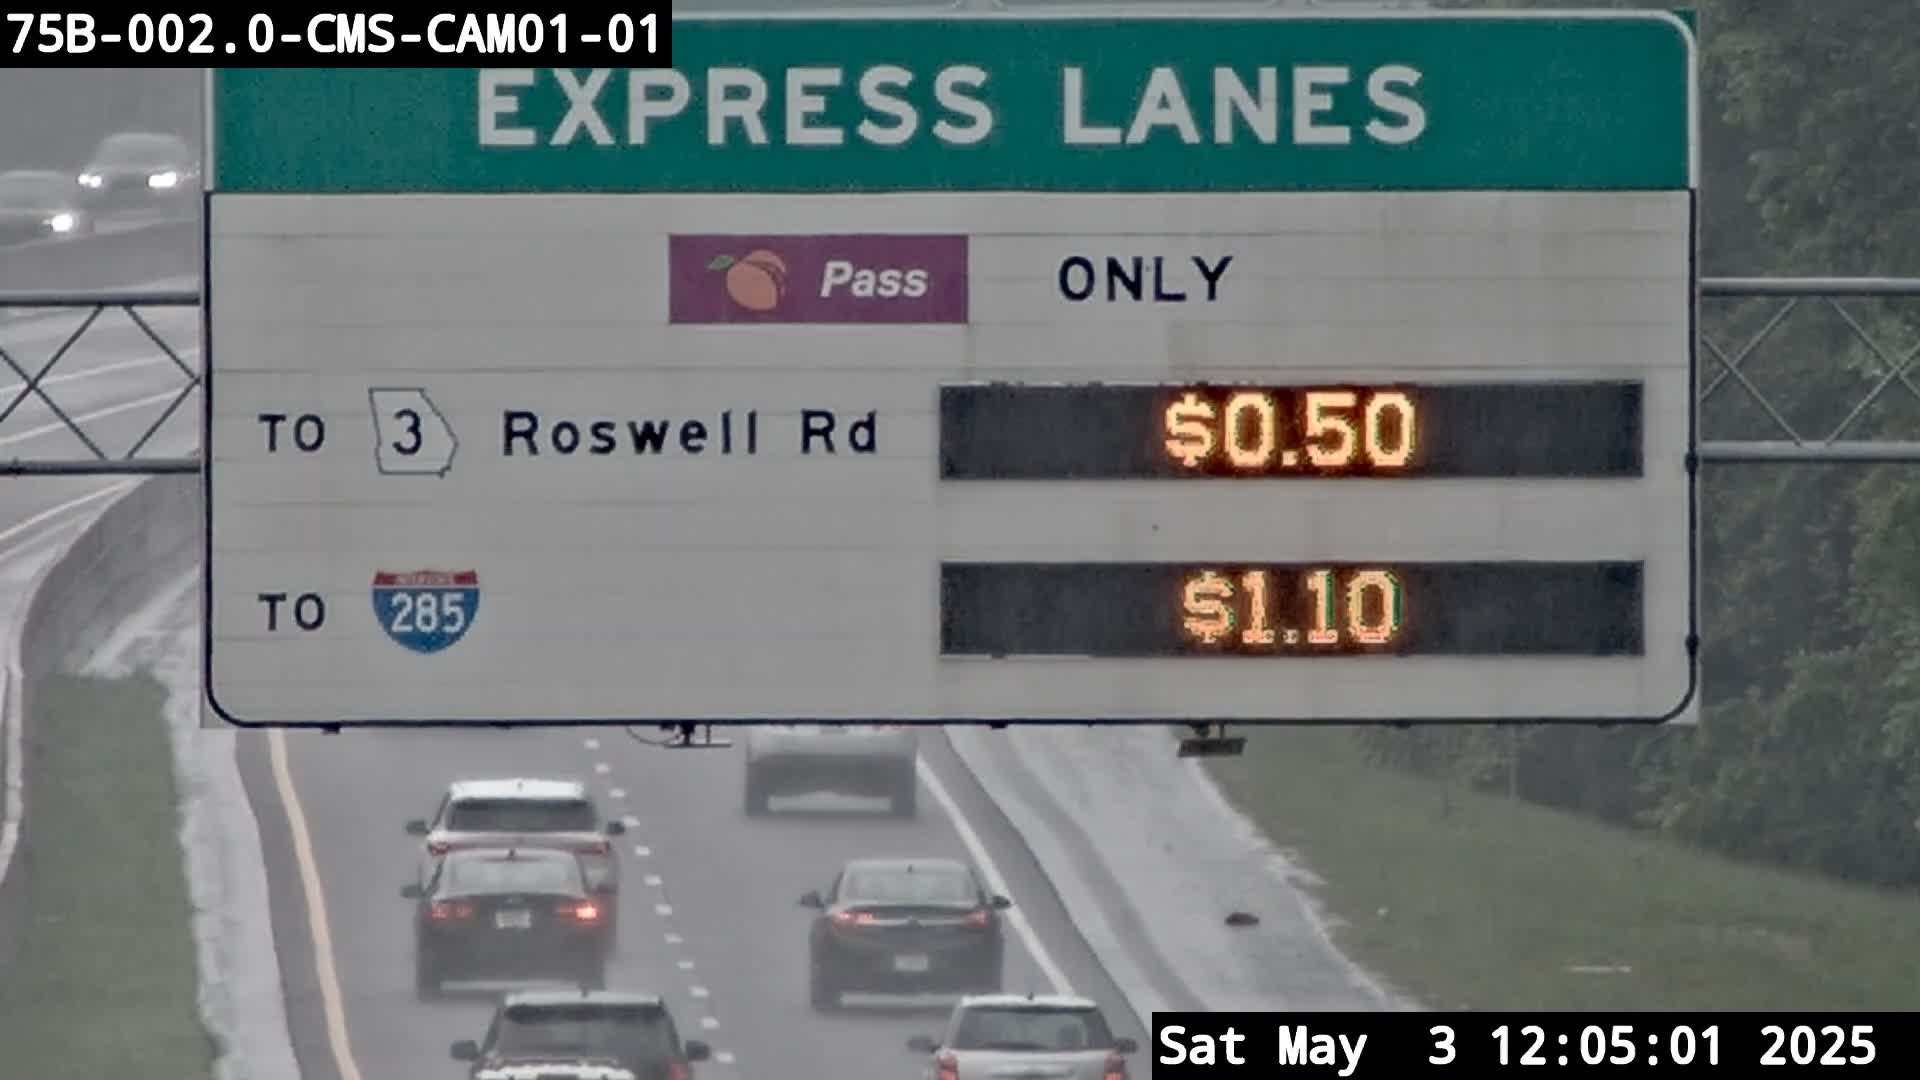 75B-002.0-CMS-CAM01-01
EXPRESS LANES
Pass ONLY
TO 3 Roswell Rd $0.50
TO INTERSTATE 285 $1.10
Sat May 3 12:05:01 2025